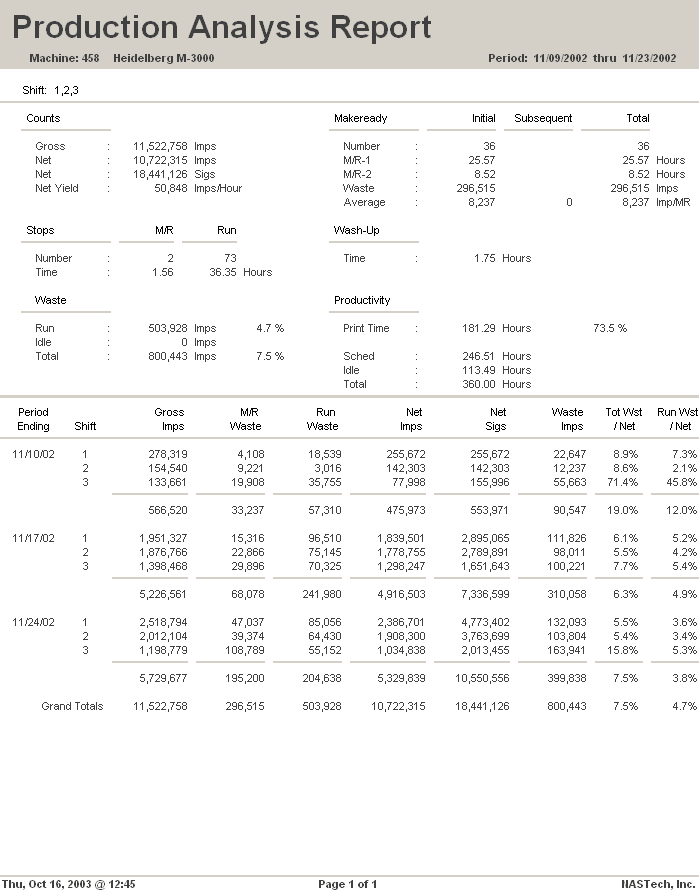 Production Analysis Report
Machine: 458 Heidelberg M-3000 Period: 11/09/2002 thru 11/23/2002
Shift: 1,2,3
Counts Makeready Initial Subsequent Total
Gross : 11,522,758 Imps Number : 36 36
Net : 10,722,315 Imps M/R-1 : 25.57 25.57 Hours
Net : 18,441,126 Sigs M/R-2 : 8.52 8.52 Hours
Net Yield : 50,848 Imps/Hour Waste : 296,515 296,515 Imps
Average : 8,237 0 8,237 Imp/MR
Stops M/R Run Wash-Up
Number : 2 73 Time : 1.75 Hours
Time : 1.56 36.35 Hours
Waste Productivity
Run : 503,928 Imps 4.7 % Print Time : 181.29 Hours 73.5 %
Idle : 0 Imps
Total : 800,443 Imps 7.5 % Sched : 246.51 Hours
Idle : 113.49 Hours
Total : 360.00 Hours
Period Gross M/R Run Net Net Waste Tot Wst Run Wst
Ending Shift Imps Waste Waste Imps Sigs Imps / Net / Net
11/10/02 1 278,319 4,108 18,539 255,672 255,672 22,647 8.9% 7.3%
2 154,540 9,221 3,016 142,303 142,303 12,237 8.6% 2.1%
3 133,661 19,908 35,755 77,998 155,996 55,663 71.4% 45.8%
566,520 33,237 57,310 475,973 553,971 90,547 19.0% 12.0%
11/17/02 1 1,951,327 15,316 96,510 1,839,501 2,895,065 111,826 6.1% 5.2%
2 1,876,766 22,866 75,145 1,778,755 2,789,891 98,011 5.5% 4.2%
3 1,398,468 29,896 70,325 1,298,247 1,651,643 100,221 7.7% 5.4%
5,226,561 68,078 241,980 4,916,503 7,336,599 310,058 6.3% 4.9%
11/24/02 1 2,518,794 47,037 85,056 2,386,701 4,773,402 132,093 5.5% 3.6%
2 2,012,104 39,374 64,430 1,908,300 3,763,699 103,804 5.4% 3.4%
3 1,198,779 108,789 55,152 1,034,838 2,013,455 163,941 15.8% 5.3%
5,729,677 195,200 204,638 5,329,839 10,550,556 399,838 7.5% 3.8%
Grand Totals 11,522,758 296,515 503,928 10,722,315 18,441,126 800,443 7.5% 4.7%
Thu, Oct 16, 2003 @ 12:45 Page 1 of 1 NASTech, Inc.